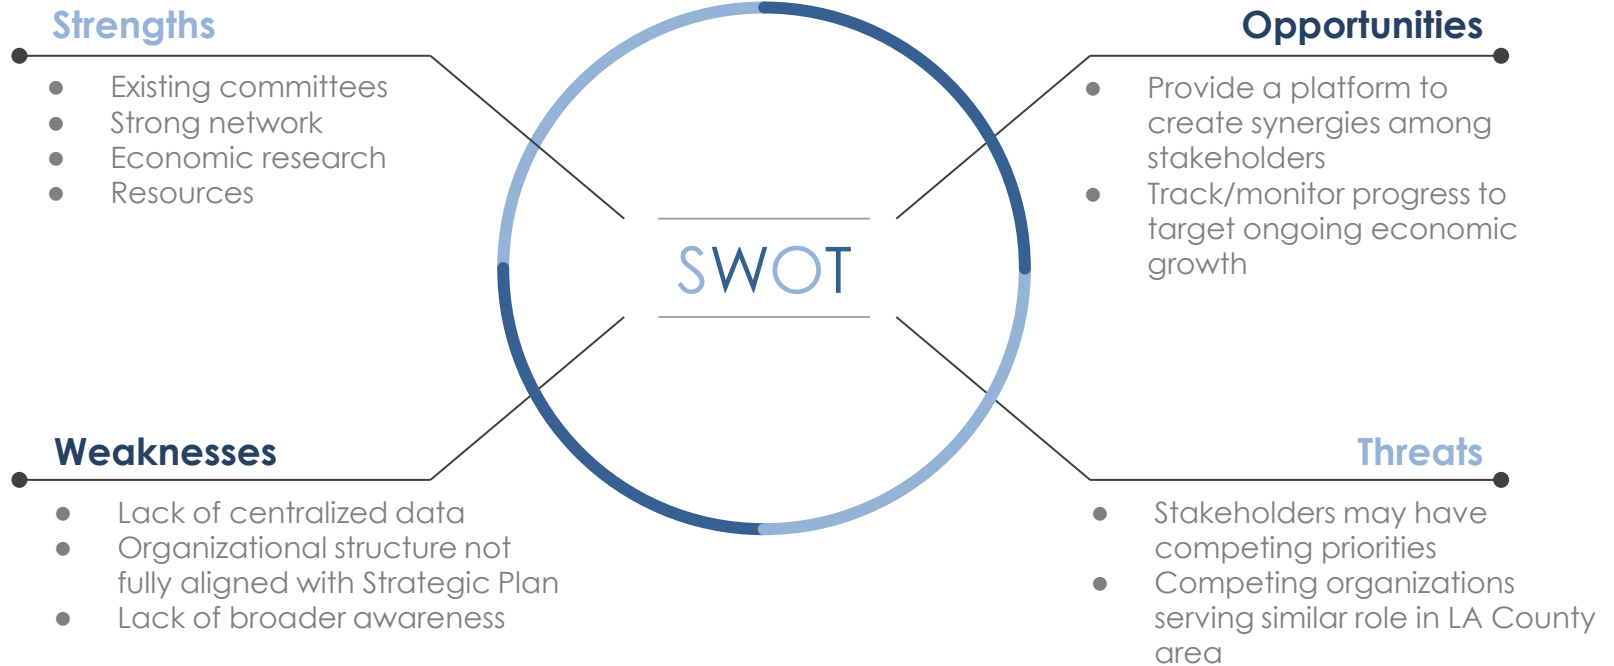 Strengths
● Existing committees
● Strong network
● Economic research
● Resources
Opportunities
● Provide a platform to
create synergies among
stakeholders
● Track/monitor progress to
target ongoing economic
growth
SWOT
Weaknesses
● Lack of centralized data
● Organizational structure not
fully aligned with Strategic Plan
● Lack of broader awareness
Threats
● Stakeholders may have
competing priorities
● Competing organizations
serving similar role in LA County
area